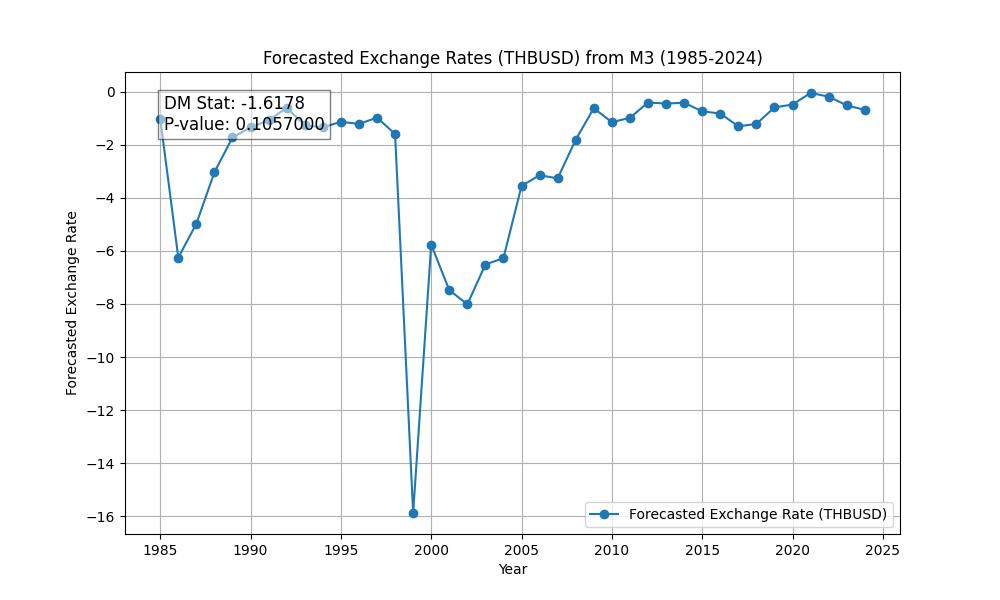 Forecasted Exchange Rates (THBUSD) from M3 (1985-2024)
DM Stat: -1.6178
P-value: 0.1057000
Forecasted Exchange Rate
0
−2
−4
−6
−8
−10
−12
−14
−16
Forecasted Exchange Rate (THBUSD)
1985 1990 1995 2000 2005 2010 2015 2020 2025
Year